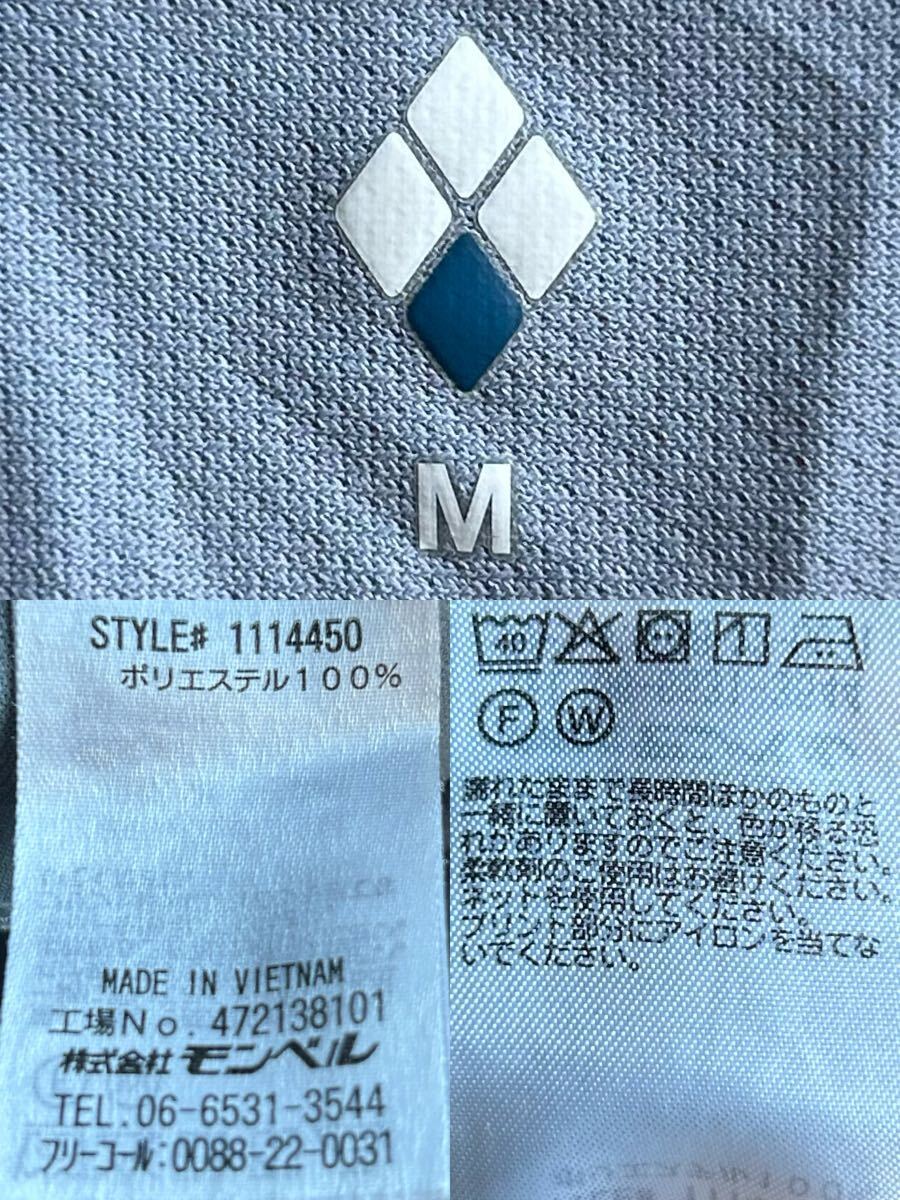 M
STYLE# 1114450
ポリエステル100%
MADE IN VIETNAM
工場No. 472138101
株式会社 モンベル
TEL.06-6531-3544
フリーコール:0088-22-0031
40
F W
濡れたままで長時間ほかのものと
一緒に置いておくと、色が移る恐
れがありますのでご注意ください。
柔軟剤のご使用はお避けください。
ネットを使用してください。
プリント部分にアイロンを当てな
いでください。